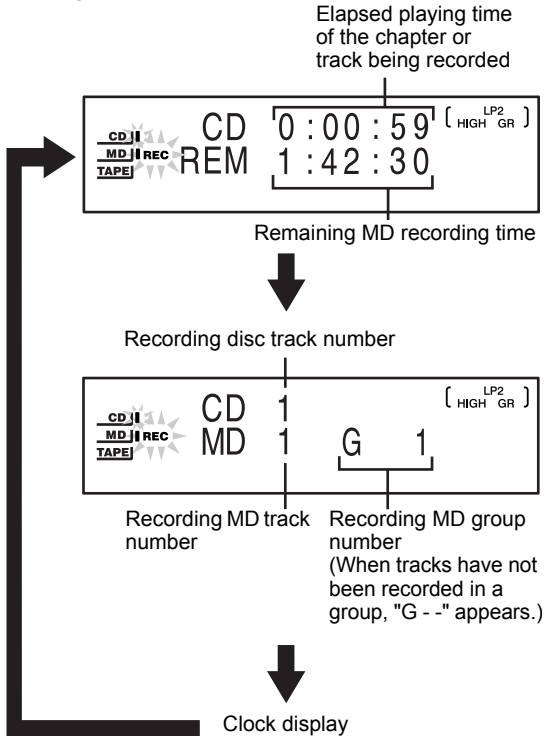 Elapsed playing time
of the chapter or
track being recorded
CD
MD REC
TAPE
CD 0:00:59
REM 1:42:30
LP2
HIGH GR
Remaining MD recording time
Recording disc track number
CD
MD REC
TAPE
CD 1
MD 1 G 1
LP2
HIGH GR
Recording MD track
number
Recording MD group
number
(When tracks have not
been recorded in a
group, "G - -" appears.)
Clock display